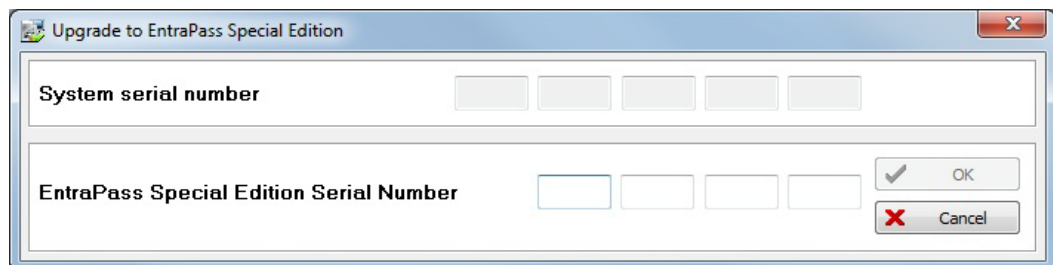 Upgrade to EntraPass Special Edition
System serial number
EntraPass Special Edition Serial Number
OK
Cancel